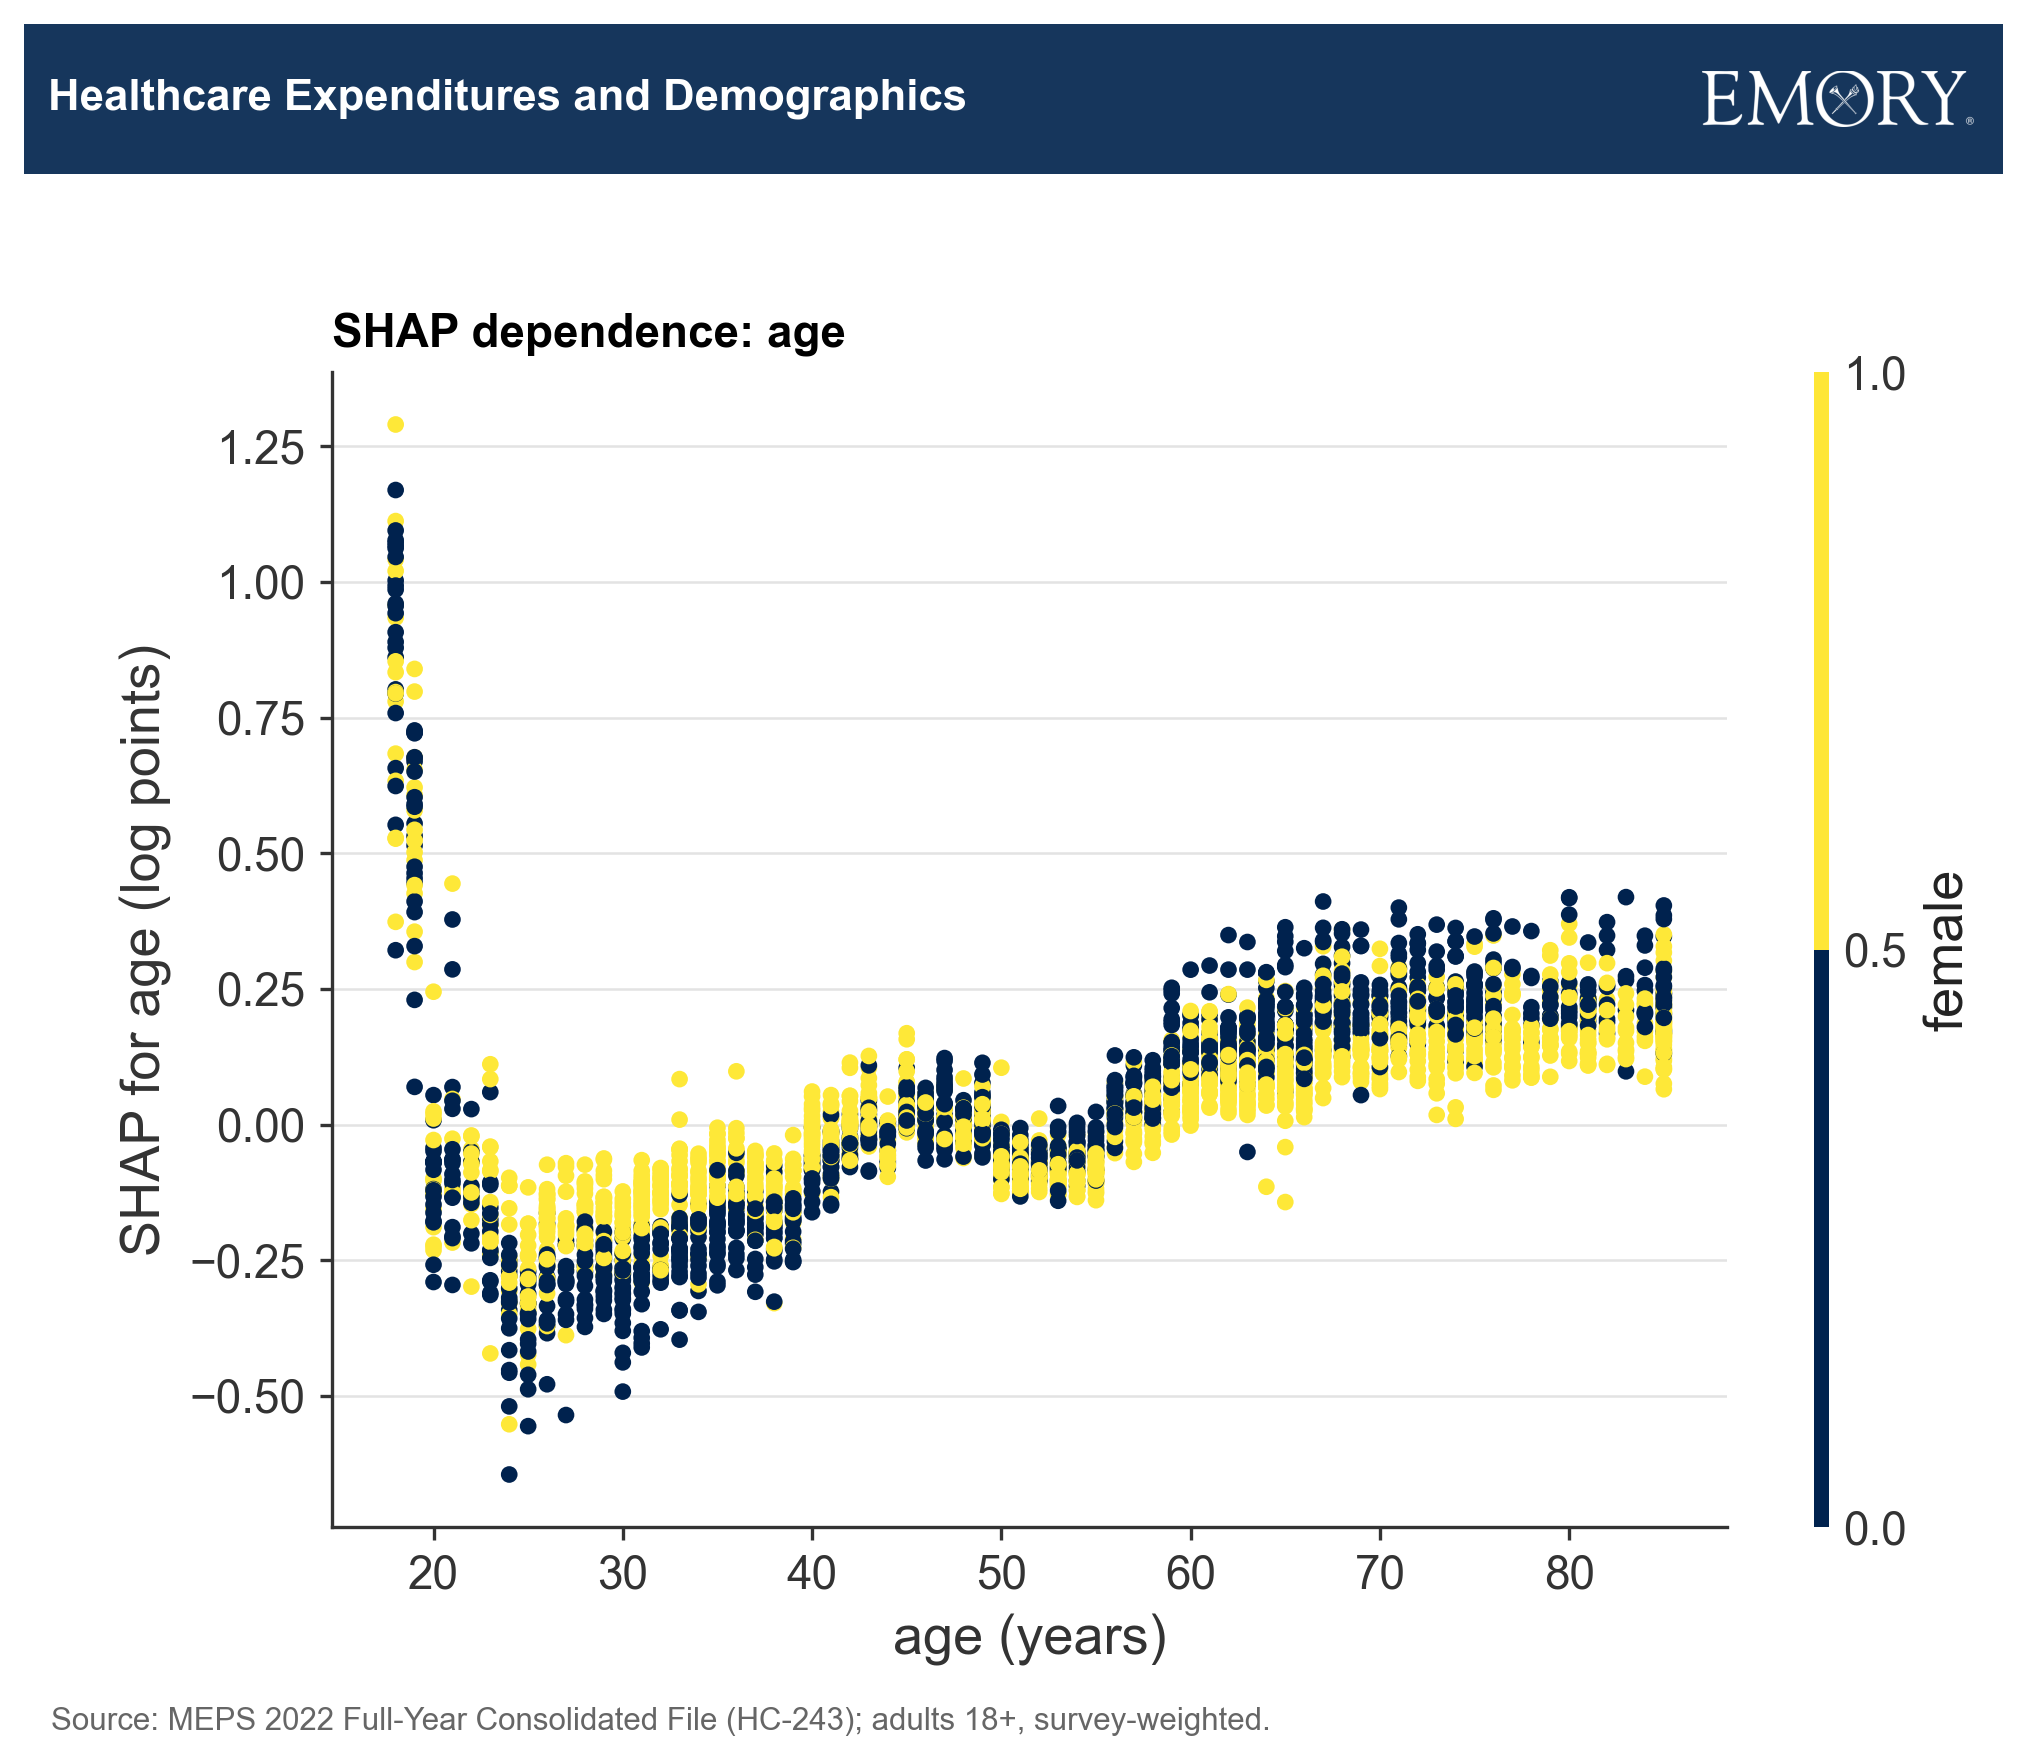 Healthcare Expenditures and Demographics
EMORY®
SHAP dependence: age
1.25
1.00
0.75
0.50
0.25
0.00
−0.25
−0.50
SHAP for age (log points)
20 30 40 50 60 70 80
age (years)
1.0
0.5
0.0
female
Source: MEPS 2022 Full-Year Consolidated File (HC-243); adults 18+, survey-weighted.